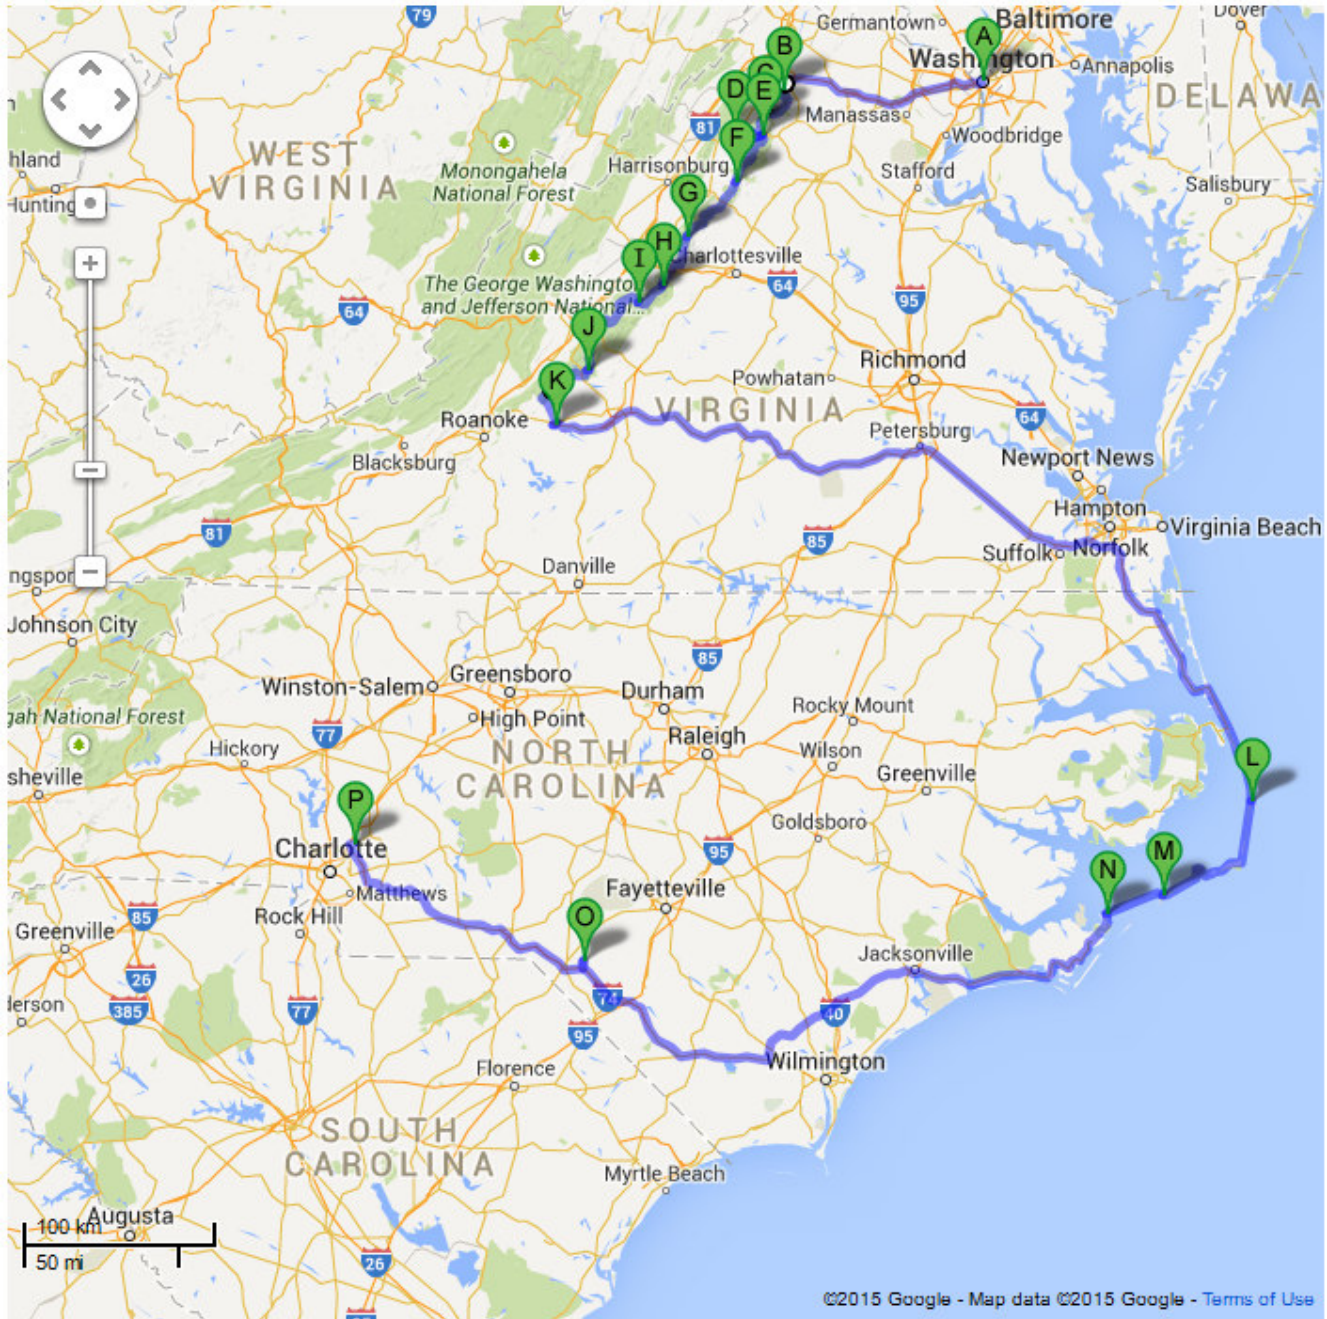 79
Germantown
Baltimore
Dover
A
B
Washington
Annapolis
C
D
E
DELAWA
Manassas
81
Woodbridge
F
WEST
VIRGINIA
hland
Monongahela
National Forest
Harrisonburg
Stafford
Salisbury
Hunting
G
H
I
Charlottesville
The George Washingto
and Jefferson National...
64
95
64
J
Richmond
K
Powhatan
VIRGINIA
64
Roanoke
Petersburg
Blacksburg
Newport News
Hampton
Virginia Beach
81
85
Suffolk
Norfolk
ngspor
Danville
Johnson City
85
Greensboro
Winston-Salem
Durham
High Point
Rocky Mount
gah National Forest
77
Raleigh
Hickory
NORTH
CAROLINA
Wilson
L
sheville
Greenville
P
Goldsboro
Charlotte
95
M
N
Matthews
Fayetteville
85
Rock Hill
O
Greenville
Jacksonville
26
derson
385
77
74
40
95
Wilmington
Florence
SOUTH
CAROLINA
Myrtle Beach
Augusta
100 km
50 mi
26
©2015 Google - Map data ©2015 Google - Terms of Use